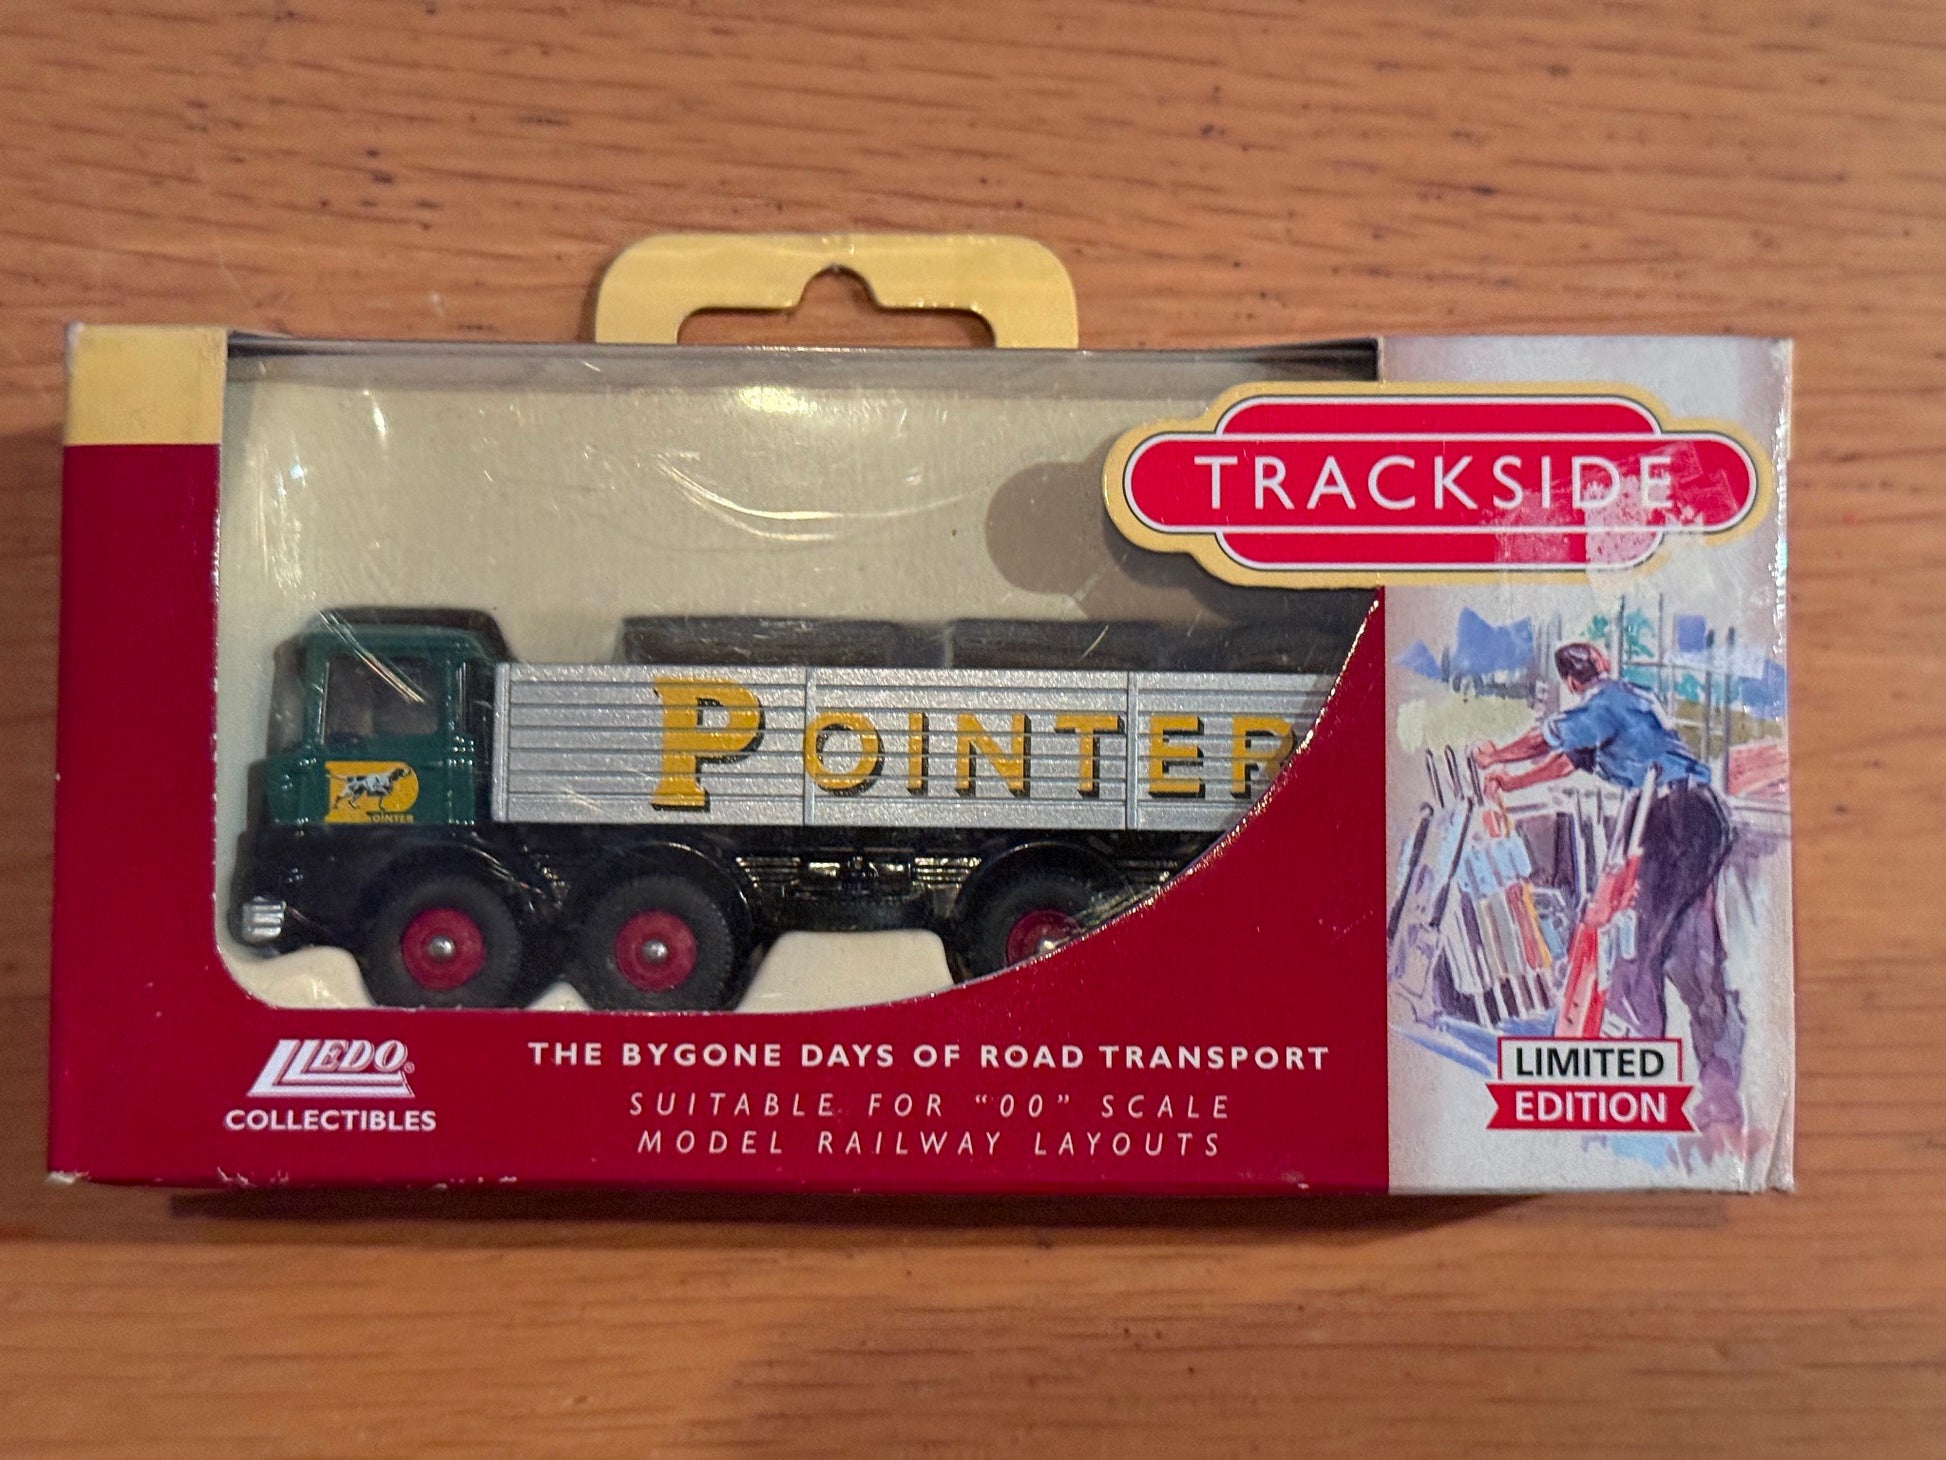 TRACKSIDE
POINTER
POINTER
LLEDO®
COLLECTIBLES
THE BYGONE DAYS OF ROAD TRANSPORT
SUITABLE FOR “00” SCALE
MODEL RAILWAY LAYOUTS
LIMITED
EDITION